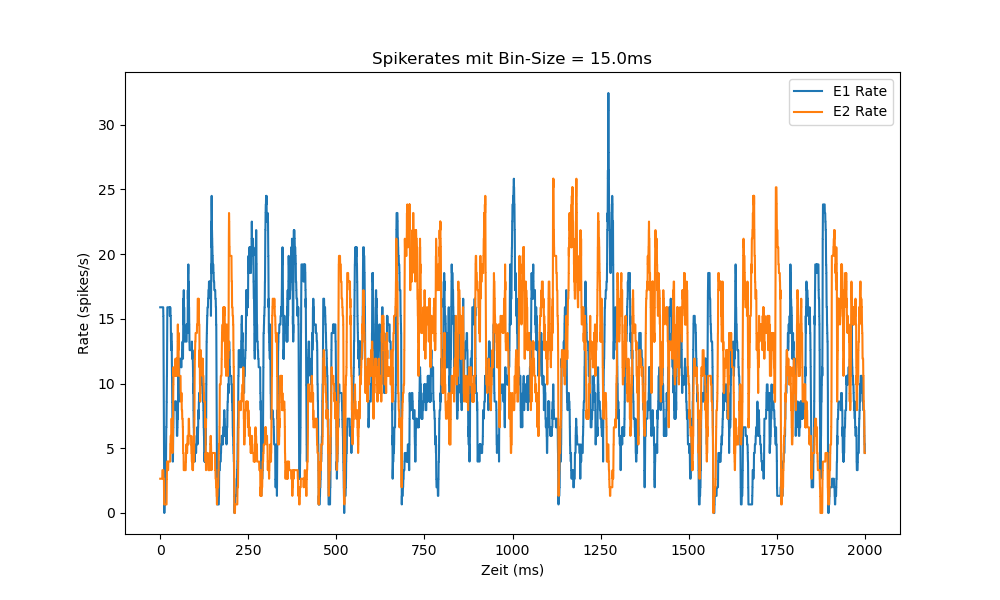 Spikerates mit Bin-Size = 15.0ms
E1 Rate
E2 Rate
Rate (spikes/s)
30
25
20
15
10
5
0
0 250 500 750 1000 1250 1500 1750 2000
Zeit (ms)